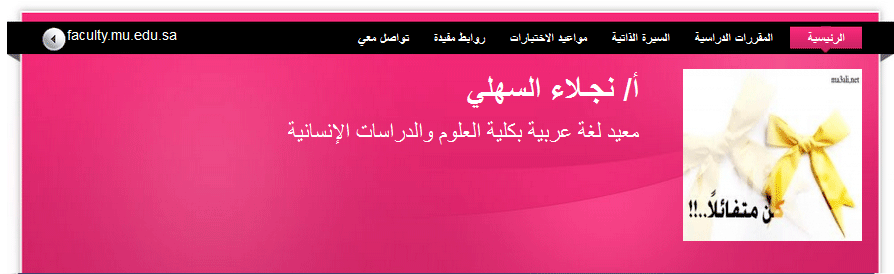 الرئيسية المقررات الدراسية السيرة الذاتية مواعيد الاختبارات روابط مفيدة تواصل معي faculty.mu.edu.sa
أ/ نجلاء السهلي
معيد لغة عربية بكلية العلوم والدراسات الإنسانية
ma3ali.net
كن متفائلاً..!!